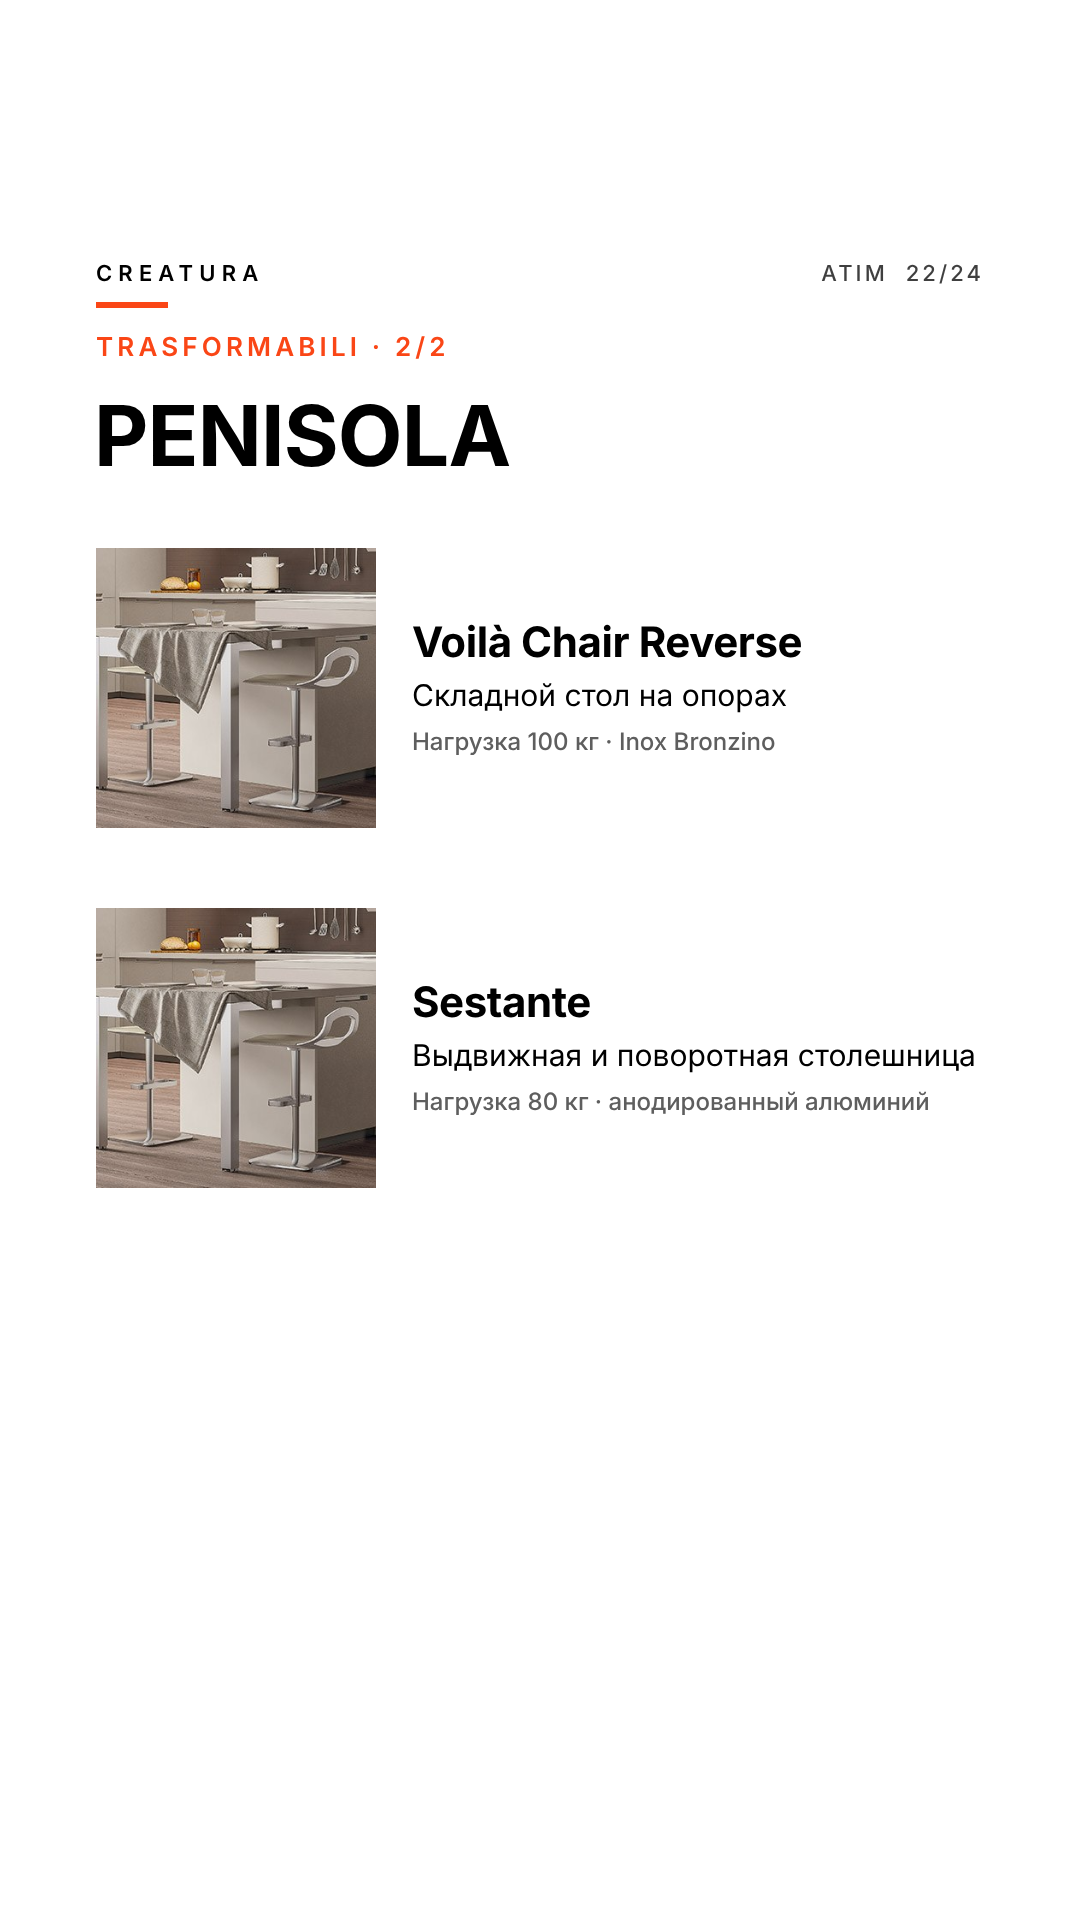 CREATURA
ATIM 22/24
TRASFORMABILI · 2/2
PENISOLA
Voilà Chair Reverse
Складной стол на опорах
Нагрузка 100 кг · Inox Bronzino
Sestante
Выдвижная и поворотная столешница
Нагрузка 80 кг · анодированный алюминий